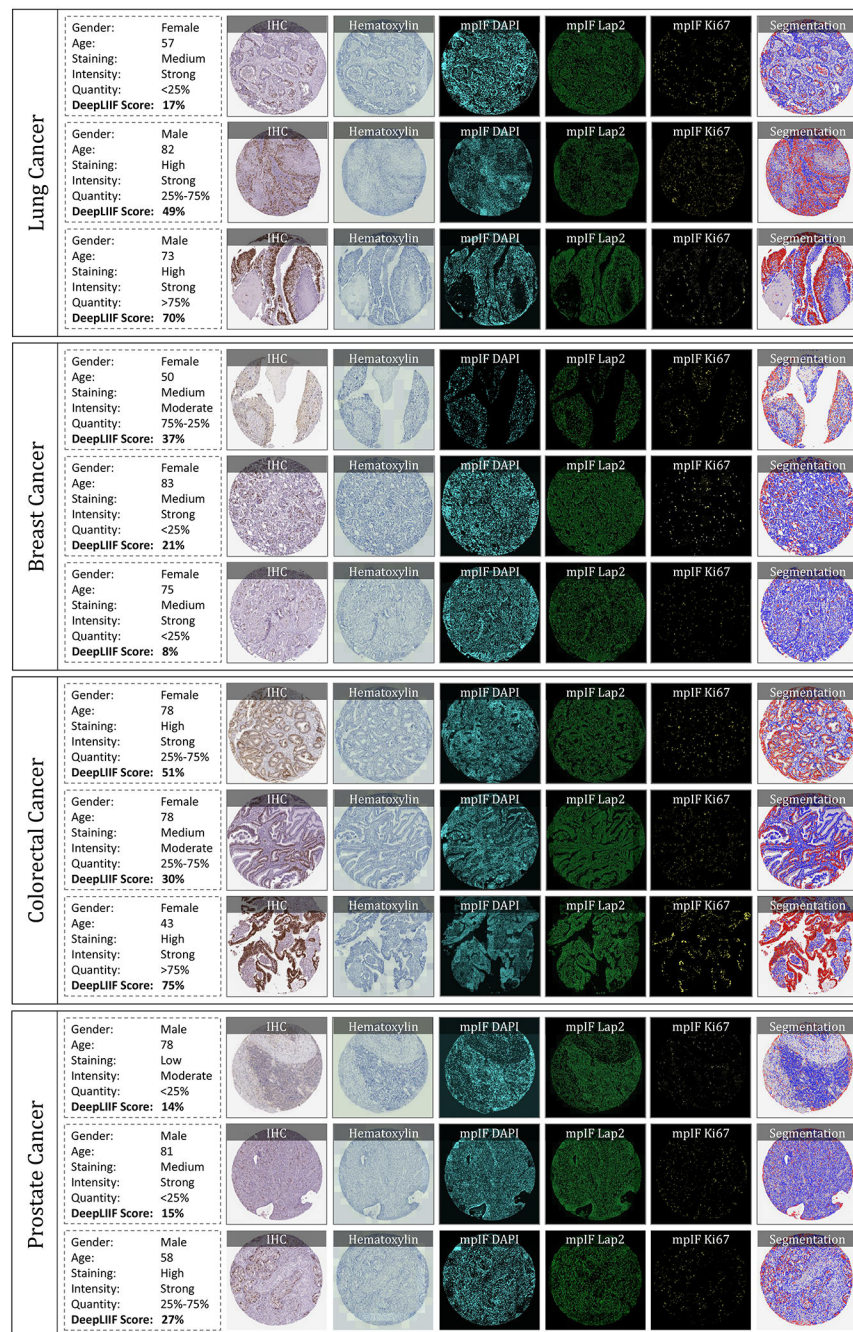 Lung Cancer
Gender: Female
Age: 57
Staining: Medium
Intensity: Strong
Quantity: <25%
DeepLIIF Score: 17%
IHC
Hematoxylin
mpIF DAPI
mpIF Lap2
mpIF Ki67
Segmentation
Gender: Male
Age: 82
Staining: High
Intensity: Strong
Quantity: 25%-75%
DeepLIIF Score: 49%
IHC
Hematoxylin
mpIF DAPI
mpIF Lap2
mpIF Ki67
Segmentation
Gender: Male
Age: 73
Staining: High
Intensity: Strong
Quantity: >75%
DeepLIIF Score: 70%
IHC
Hematoxylin
mpIF DAPI
mpIF Lap2
mpIF Ki67
Segmentation
Breast Cancer
Gender: Female
Age: 50
Staining: Medium
Intensity: Moderate
Quantity: 75%-25%
DeepLIIF Score: 37%
IHC
Hematoxylin
mpIF DAPI
mpIF Lap2
mpIF Ki67
Segmentation
Gender: Female
Age: 83
Staining: Medium
Intensity: Strong
Quantity: <25%
DeepLIIF Score: 21%
IHC
Hematoxylin
mpIF DAPI
mpIF Lap2
mpIF Ki67
Segmentation
Gender: Female
Age: 75
Staining: Medium
Intensity: Strong
Quantity: <25%
DeepLIIF Score: 8%
IHC
Hematoxylin
mpIF DAPI
mpIF Lap2
mpIF Ki67
Segmentation
Colorectal Cancer
Gender: Female
Age: 78
Staining: High
Intensity: Strong
Quantity: 25%-75%
DeepLIIF Score: 51%
IHC
Hematoxylin
mpIF DAPI
mpIF Lap2
mpIF Ki67
Segmentation
Gender: Female
Age: 78
Staining: Medium
Intensity: Moderate
Quantity: 25%-75%
DeepLIIF Score: 30%
IHC
Hematoxylin
mpIF DAPI
mpIF Lap2
mpIF Ki67
Segmentation
Gender: Female
Age: 43
Staining: High
Intensity: Strong
Quantity: >75%
DeepLIIF Score: 75%
IHC
Hematoxylin
mpIF DAPI
mpIF Lap2
mpIF Ki67
Segmentation
Prostate Cancer
Gender: Male
Age: 78
Staining: Low
Intensity: Moderate
Quantity: <25%
DeepLIIF Score: 14%
IHC
Hematoxylin
mpIF DAPI
mpIF Lap2
mpIF Ki67
Segmentation
Gender: Male
Age: 81
Staining: Medium
Intensity: Strong
Quantity: <25%
DeepLIIF Score: 15%
IHC
Hematoxylin
mpIF DAPI
mpIF Lap2
mpIF Ki67
Segmentation
Gender: Male
Age: 58
Staining: High
Intensity: Strong
Quantity: 25%-75%
DeepLIIF Score: 27%
IHC
Hematoxylin
mpIF DAPI
mpIF Lap2
mpIF Ki67
Segmentation